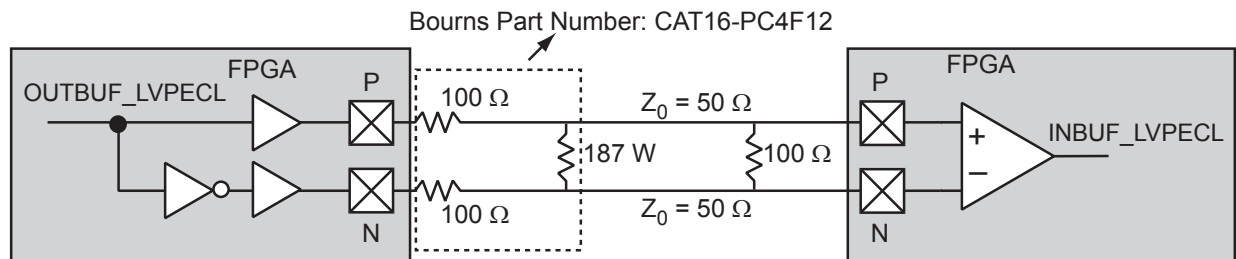 Bourns Part Number: CAT16-PC4F12
FPGA
FPGA
OUTBUF_LVPECL
P
P
100 Ω
Z0 = 50 Ω
187 W
100 Ω
+
−
INBUF_LVPECL
100 Ω
Z0 = 50 Ω
N
N